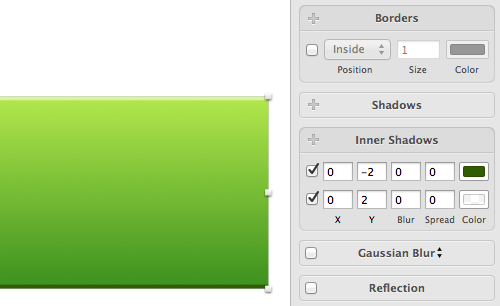 Borders
Inside 1
Position Size Color
Shadows
Inner Shadows
0 -2 0 0
0 2 0 0
X Y Blur Spread Color
Gaussian Blur
Reflection